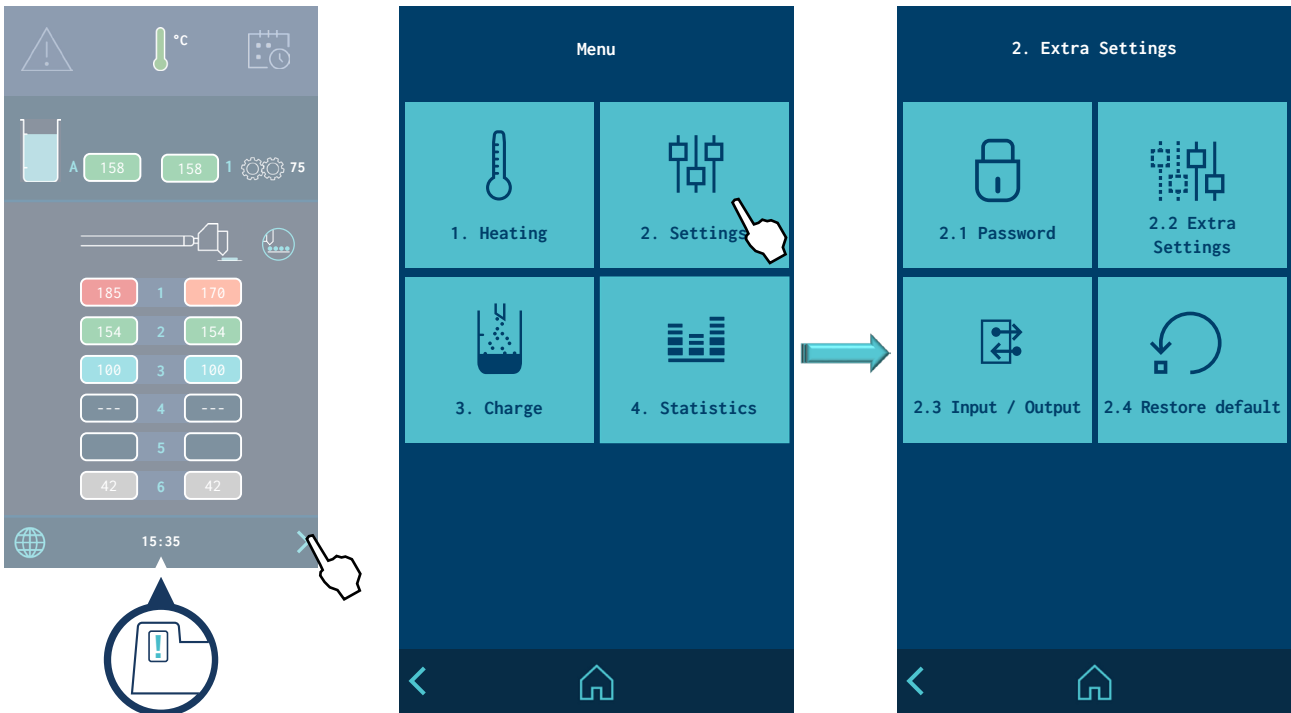 °C
A 158 158 1 75
185 1 170
154 2 154
100 3 100
--- 4 ---
5
42 6 42
15:35
!
Menu
1. Heating
2. Settings
3. Charge
4. Statistics
2. Extra Settings
2.1 Password
2.2 Extra
Settings
2.3 Input / Output
2.4 Restore default